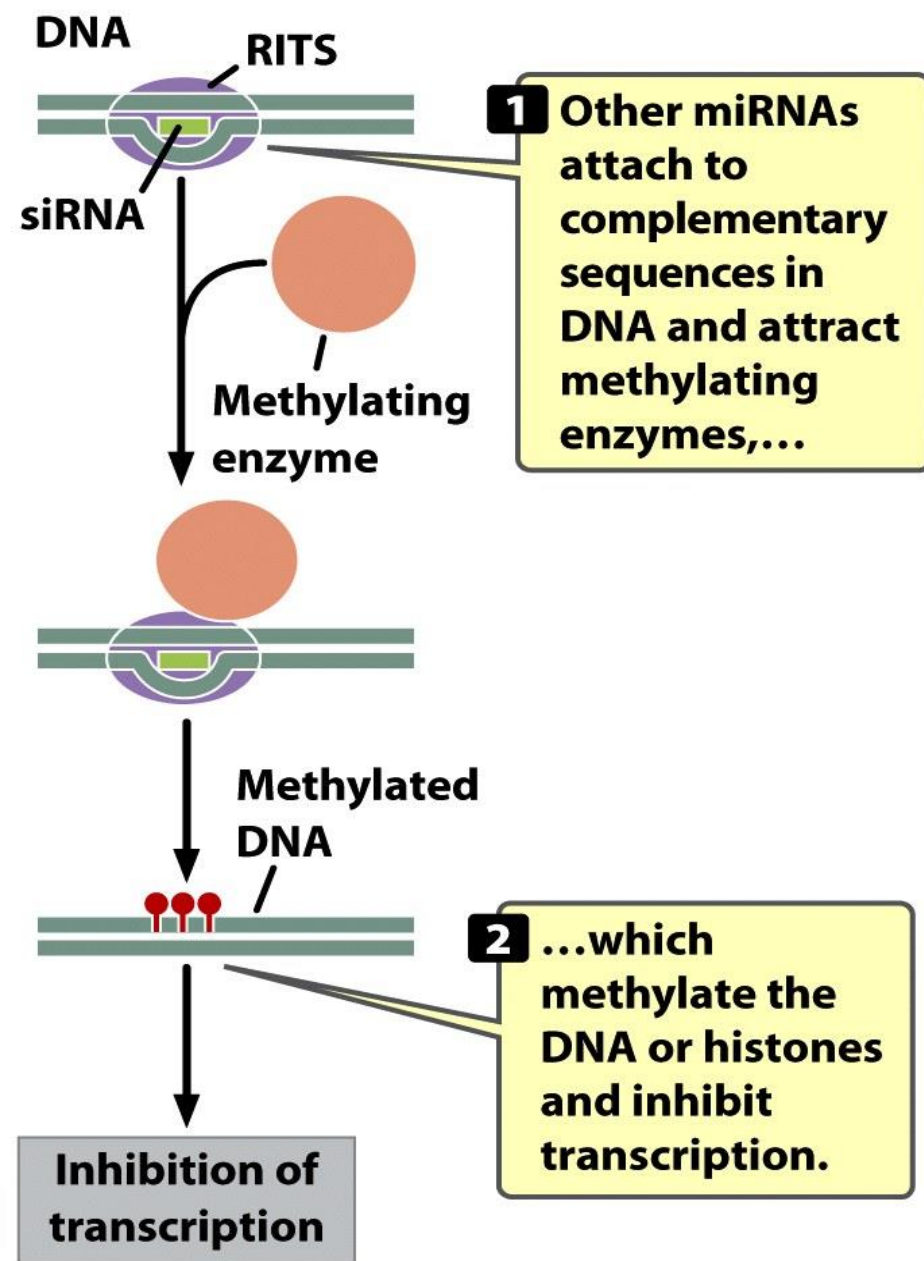 DNA
RITS
siRNA
1 Other miRNAs
attach to
complementary
sequences in
DNA and attract
methylating
enzymes,...
Methylating
enzyme
Methylated
DNA
2 ...which
methylate the
DNA or histones
and inhibit
transcription.
Inhibition of
transcription